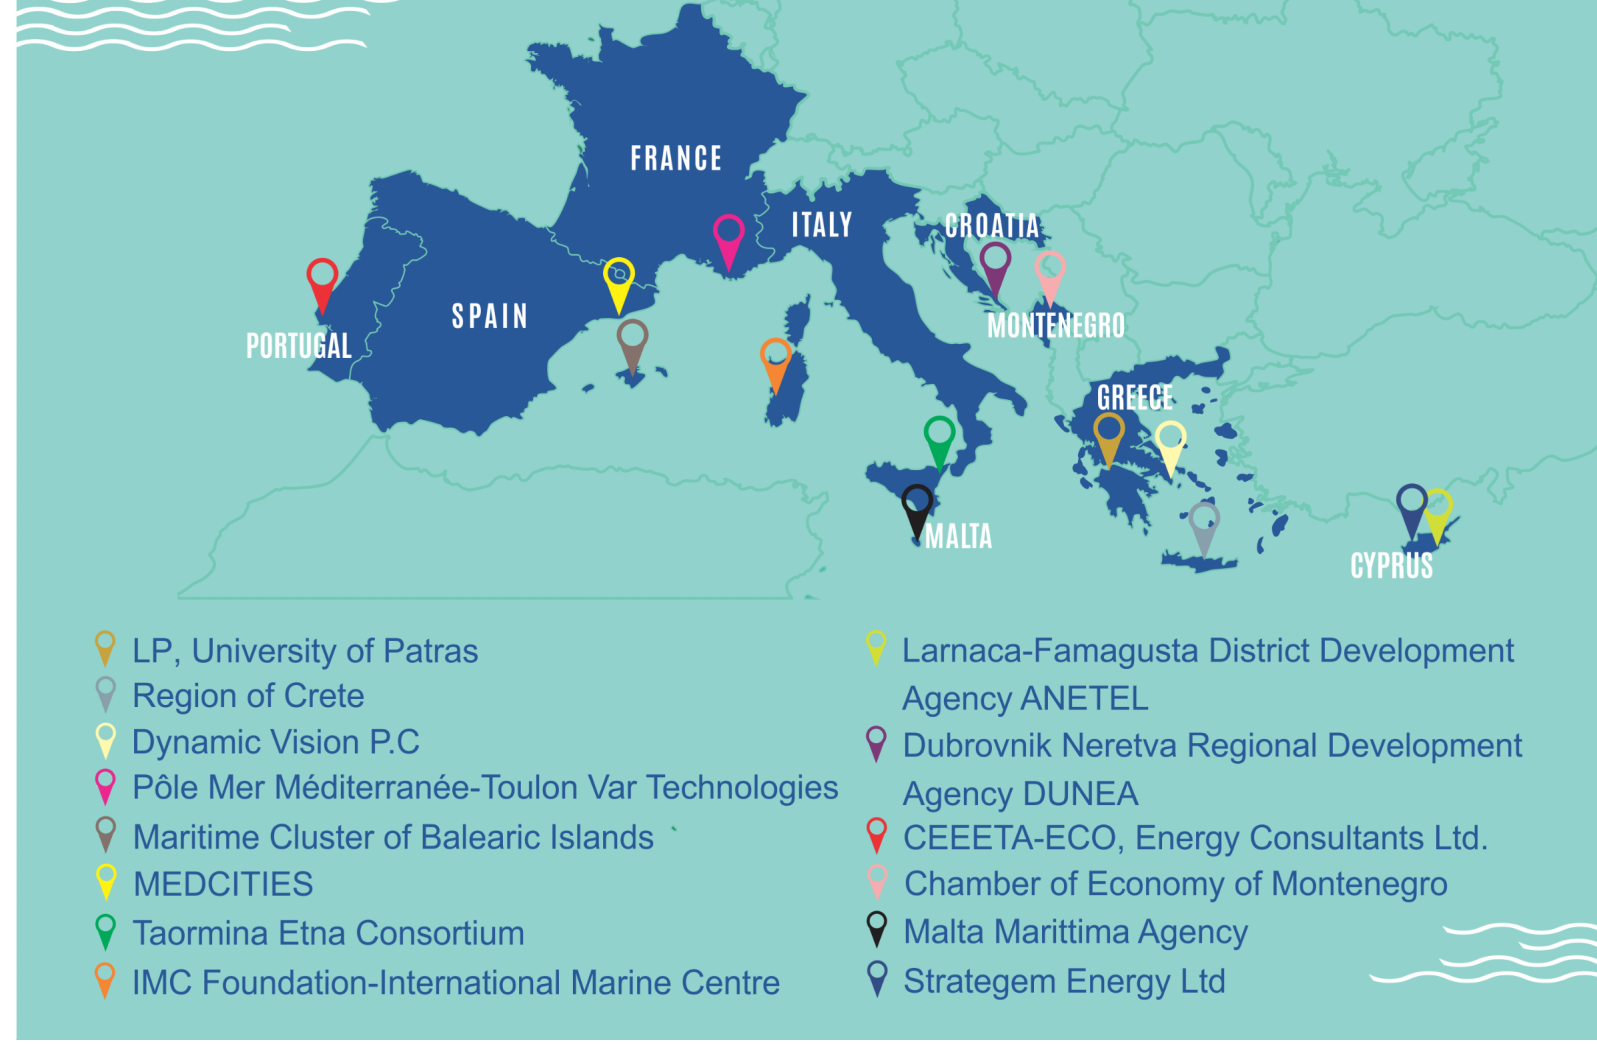 FRANCE
ITALY
CROATIA
SPAIN
MONTENEGRO
PORTUGAL
GREECE
MALTA
CYPRUS
LP, University of Patras
Region of Crete
Dynamic Vision P.C
Pôle Mer Méditerranée-Toulon Var Technologies
Maritime Cluster of Balearic Islands
MEDCITIES
Taormina Etna Consortium
IMC Foundation-International Marine Centre
Larnaca-Famagusta District Development
Agency ANETEL
Dubrovnik Neretva Regional Development
Agency DUNEA
CEEETA-ECO, Energy Consultants Ltd.
Chamber of Economy of Montenegro
Malta Marittima Agency
Strategem Energy Ltd